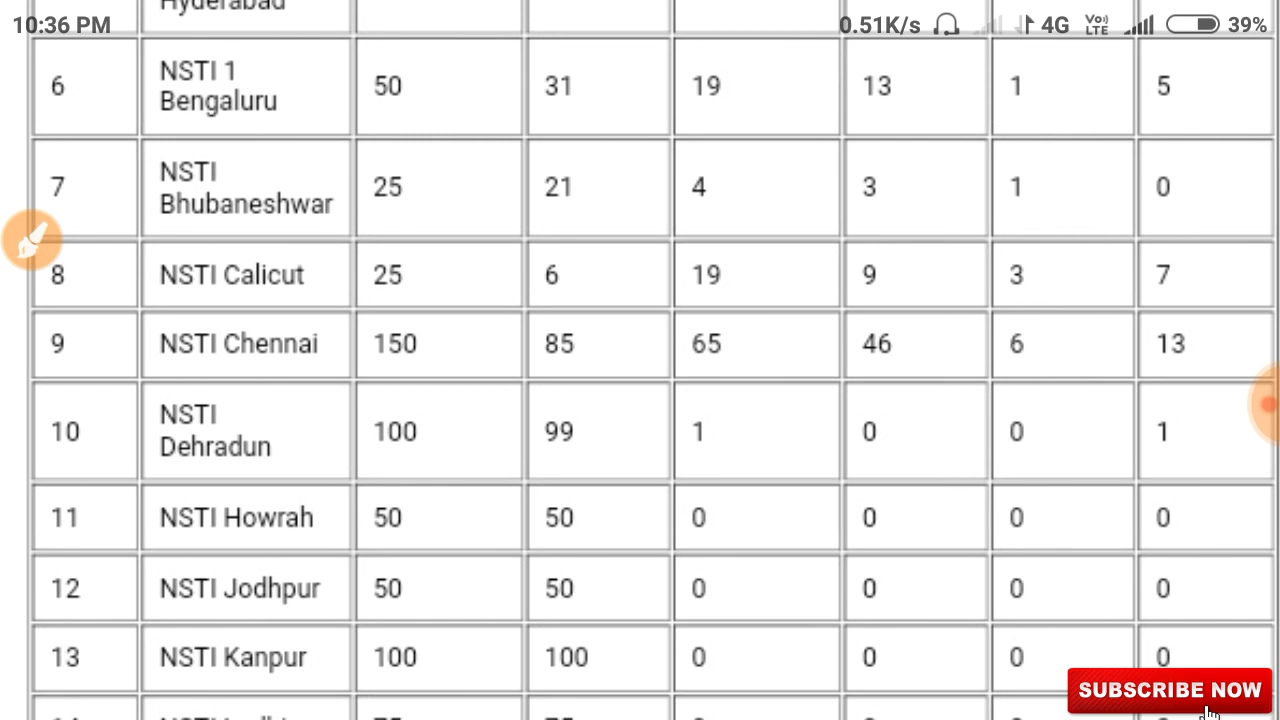 Hyderabad
10:36 PM 0.51K/s 4G Vo) LTE 39%
6 NSTI 1 Bengaluru 50 31 19 13 1 5
7 NSTI Bhubaneshwar 25 21 4 3 1 0
8 NSTI Calicut 25 6 19 9 3 7
9 NSTI Chennai 150 85 65 46 6 13
10 NSTI Dehradun 100 99 1 0 0 1
11 NSTI Howrah 50 50 0 0 0 0
12 NSTI Jodhpur 50 50 0 0 0 0
13 NSTI Kanpur 100 100 0 0 0 0
SUBSCRIBE NOW